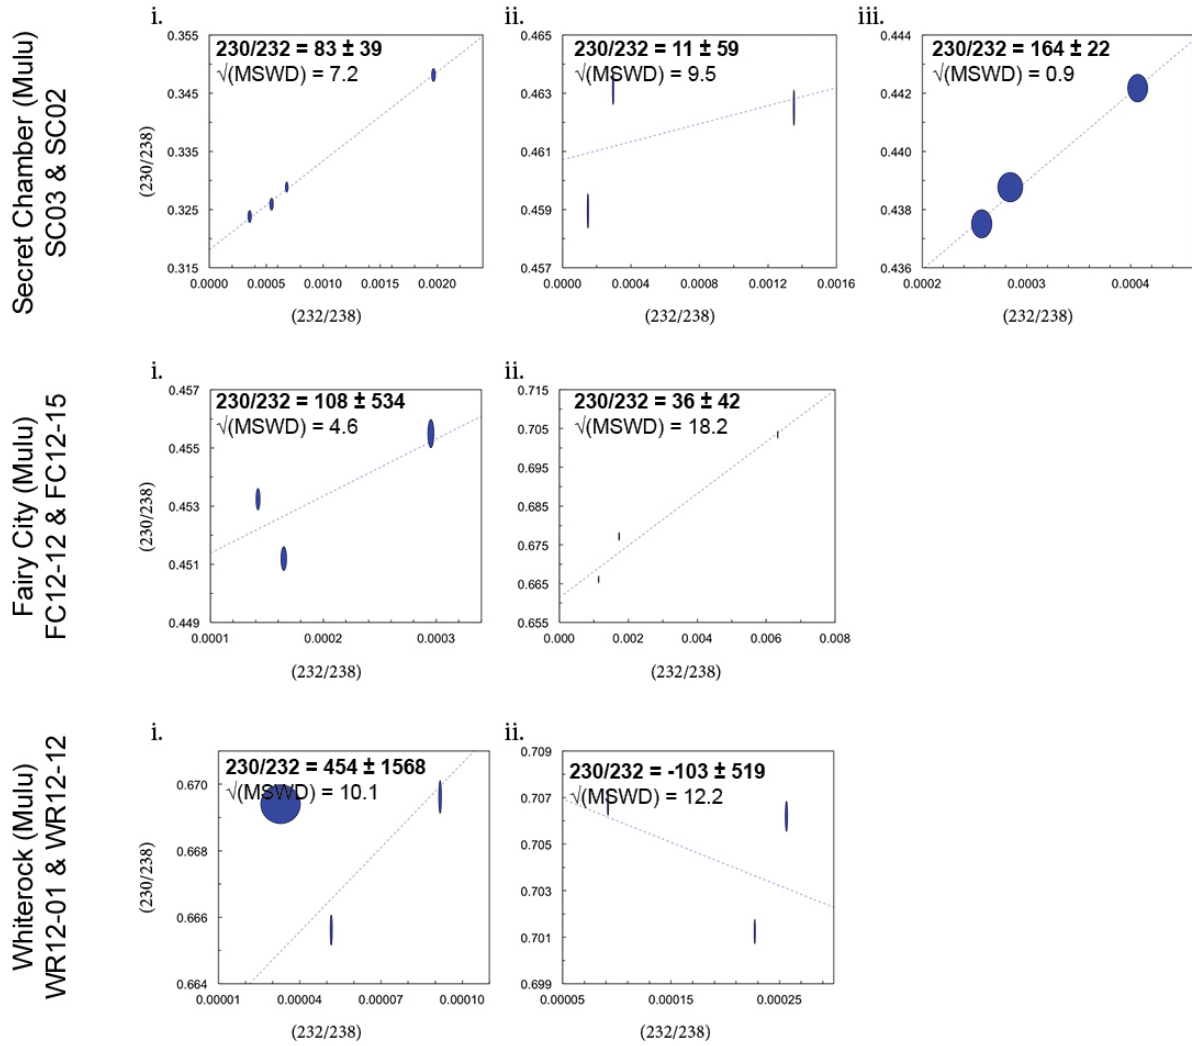 Secret Chamber (Mulu)
SC03 & SC02
i.
230/232 = 83 ± 39
√(MSWD) = 7.2
(230/238)
0.355
0.345
0.335
0.325
0.315
0.0000 0.0005 0.0010 0.0015 0.0020
(232/238)
ii.
230/232 = 11 ± 59
√(MSWD) = 9.5
0.465
0.463
0.461
0.459
0.457
0.0000 0.0004 0.0008 0.0012 0.0016
(232/238)
iii.
230/232 = 164 ± 22
√(MSWD) = 0.9
0.444
0.442
0.440
0.438
0.436
0.0002 0.0003 0.0004
(232/238)
Fairy City (Mulu)
FC12-12 & FC12-15
i.
230/232 = 108 ± 534
√(MSWD) = 4.6
(230/238)
0.457
0.455
0.453
0.451
0.449
0.0001 0.0002 0.0003
(232/238)
ii.
230/232 = 36 ± 42
√(MSWD) = 18.2
0.715
0.705
0.695
0.685
0.675
0.665
0.655
0.000 0.002 0.004 0.006 0.008
(232/238)
Whiterock (Mulu)
WR12-01 & WR12-12
i.
230/232 = 454 ± 1568
√(MSWD) = 10.1
(230/238)
0.670
0.668
0.666
0.664
0.00001 0.00004 0.00007 0.00010
(232/238)
ii.
230/232 = -103 ± 519
√(MSWD) = 12.2
0.709
0.707
0.705
0.703
0.701
0.699
0.00005 0.00015 0.00025
(232/238)